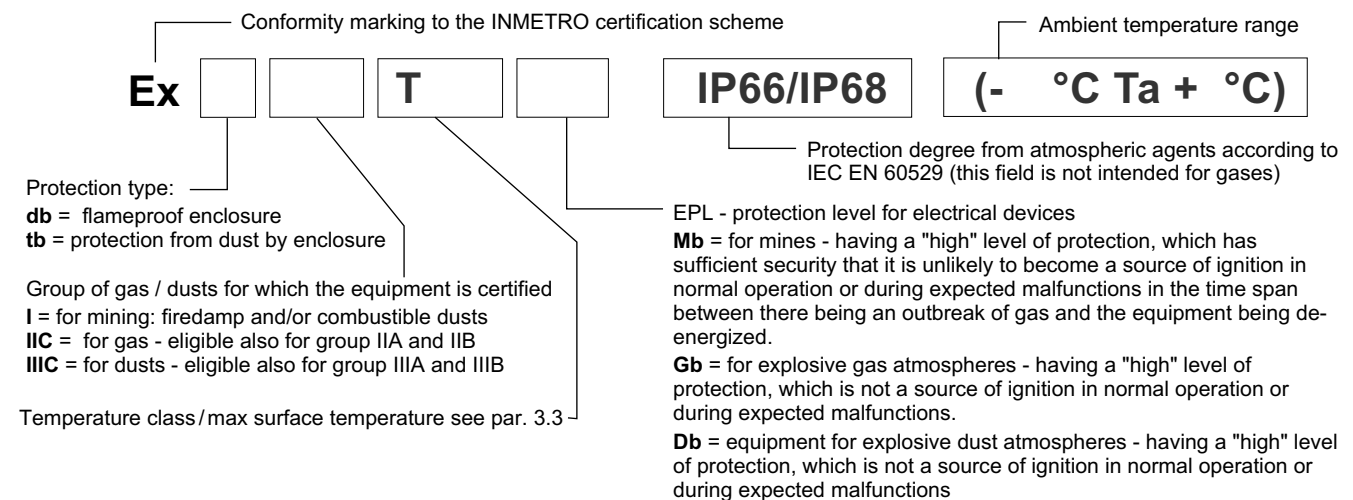 Conformity marking to the INMETRO certification scheme
Ambient temperature range
Ex T IP66/IP68 (- °C Ta + °C)
Protection degree from atmospheric agents according to
IEC EN 60529 (this field is not intended for gases)
Protection type:
db = flameproof enclosure
tb = protection from dust by enclosure
Group of gas / dusts for which the equipment is certified
I = for mining: firedamp and/or combustible dusts
IIC = for gas - eligible also for group IIA and IIB
IIIC = for dusts - eligible also for group IIIA and IIIB
Temperature class/max surface temperature see par. 3.3
EPL - protection level for electrical devices
Mb = for mines - having a "high" level of protection, which has
sufficient security that it is unlikely to become a source of ignition in
normal operation or during expected malfunctions in the time span
between there being an outbreak of gas and the equipment being de-
energized.
Gb = for explosive gas atmospheres - having a "high" level of
protection, which is not a source of ignition in normal operation or
during expected malfunctions.
Db = equipment for explosive dust atmospheres - having a "high" level
of protection, which is not a source of ignition in normal operation or
during expected malfunctions